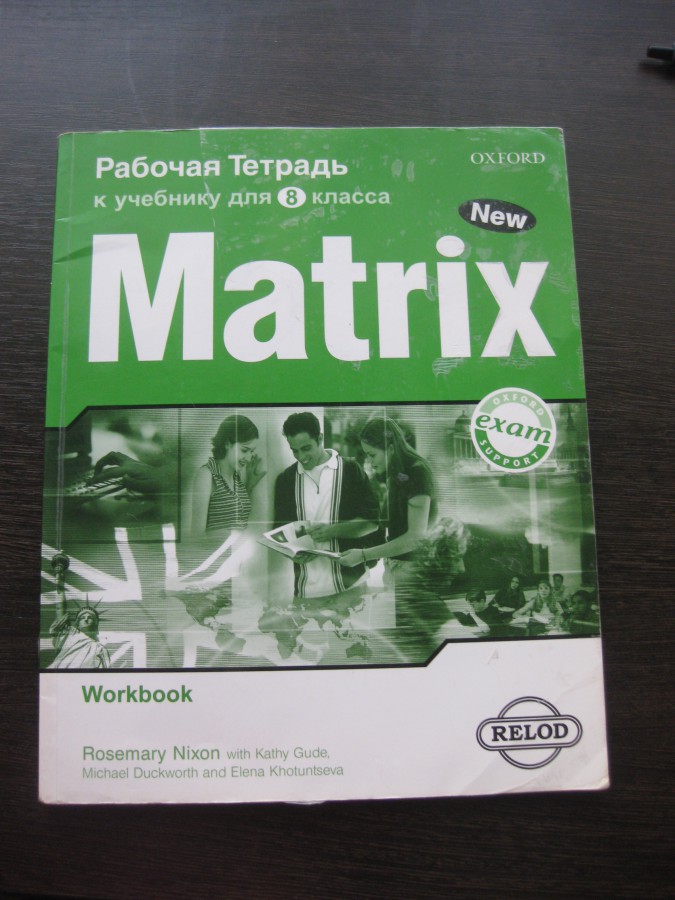 Рабочая Тетрадь
OXFORD
к учебнику для 8 класса
New
Matrix
OXFORD
exam
SUPPORT
Workbook
RELOD
Rosemary Nixon with Kathy Gude,
Michael Duckworth and Elena Khotuntseva